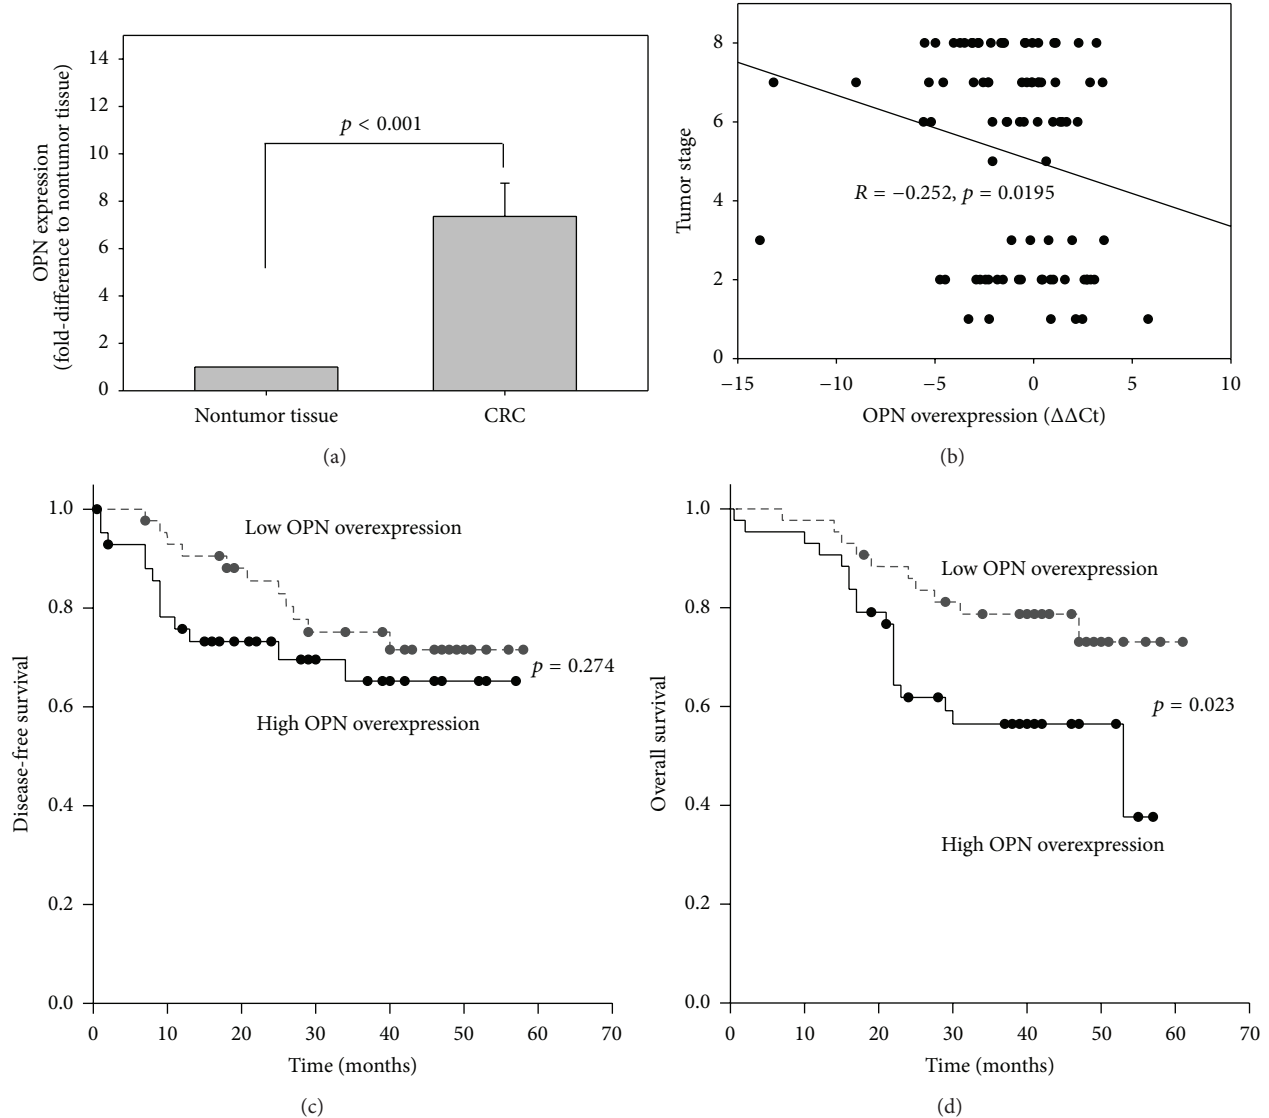 14
12
10
8
6
4
2
0
OPN expression
(fold-difference to nontumor tissue)
p < 0.001
Nontumor tissue
CRC
(a)
8
6
4
2
0
Tumor stage
R = −0.252, p = 0.0195
−15
−10
−5
0
5
10
OPN overexpression (ΔΔCt)
(b)
1.0
0.8
0.6
0.4
0.2
0.0
Disease-free survival
Low OPN overexpression
p = 0.274
High OPN overexpression
0
10
20
30
40
50
60
70
Time (months)
(c)
1.0
0.8
0.6
0.4
0.2
0.0
Overall survival
Low OPN overexpression
p = 0.023
High OPN overexpression
0
10
20
30
40
50
60
70
Time (months)
(d)